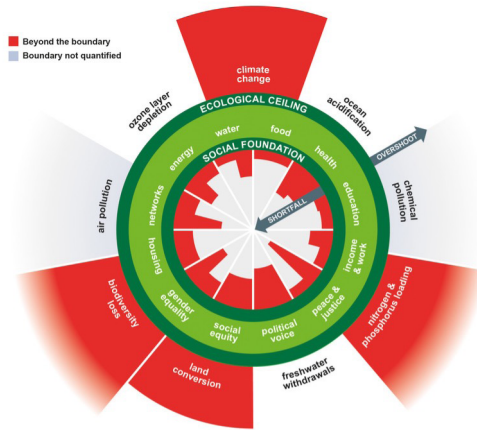 Beyond the boundary
Boundary not quantified
climate
change
ozone layer
depletion
ocean
acidification
ECOLOGICAL CEILING
water
food
energy
health
SOCIAL FOUNDATION
OVERSHOOT
SHORTFALL
networks
education
air pollution
chemical
pollution
housing
income
& work
gender
equality
peace &
justice
social
equity
political
voice
biodiversity
loss
nitrogen &
phosphorus loading
land
conversion
freshwater
withdrawals